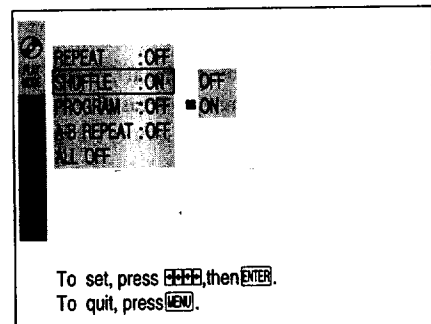 REPEAT :OFF
SHUFFLE :ON OFF
PROGRAM :OFF ON
A-B REPEAT :OFF
ALL OFF
To set, press ,then ENTER.
To quit, press MENU.